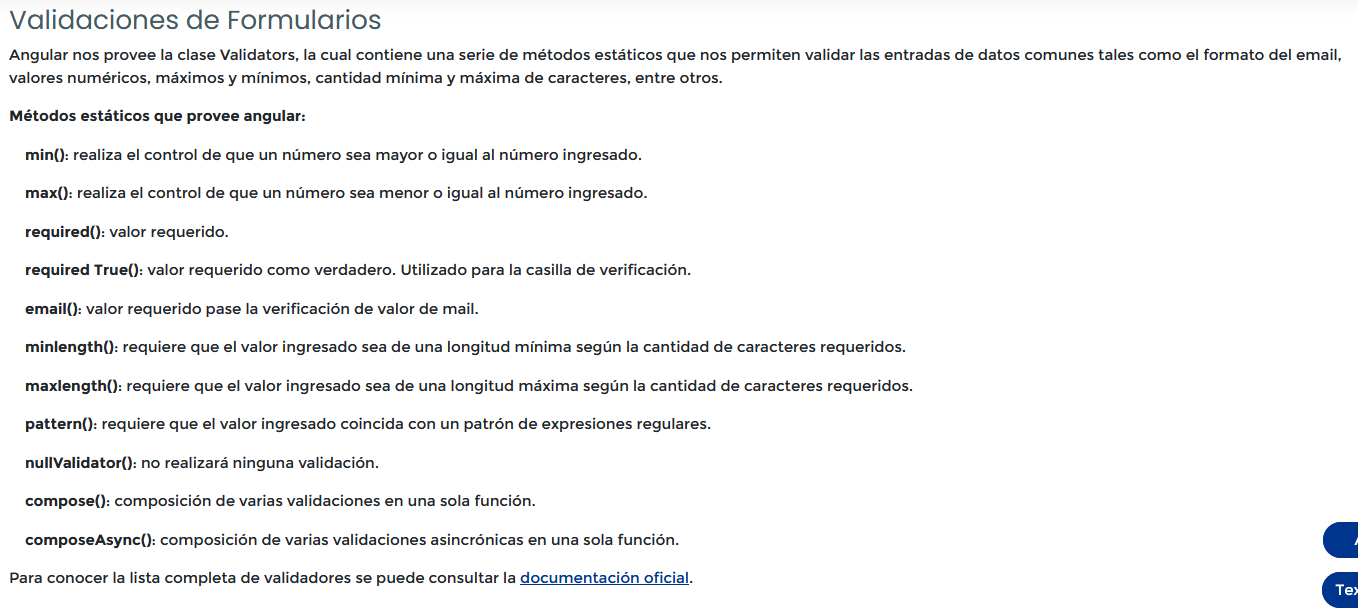 Validaciones de Formularios
Angular nos provee la clase Validators, la cual contiene una serie de métodos estáticos que nos permiten validar las entradas de datos comunes tales como el formato del email,
valores numéricos, máximos y mínimos, cantidad mínima y máxima de caracteres, entre otros.
Métodos estáticos que provee angular:
min(): realiza el control de que un número sea mayor o igual al número ingresado.
max(): realiza el control de que un número sea menor o igual al número ingresado.
required(): valor requerido.
required True(): valor requerido como verdadero. Utilizado para la casilla de verificación.
email(): valor requerido pase la verificación de valor de mail.
minlength(): requiere que el valor ingresado sea de una longitud mínima según la cantidad de caracteres requeridos.
maxlength(): requiere que el valor ingresado sea de una longitud máxima según la cantidad de caracteres requeridos.
pattern(): requiere que el valor ingresado coincida con un patrón de expresiones regulares.
nullValidator(): no realizará ninguna validación.
compose(): composición de varias validaciones en una sola función.
composeAsync(): composición de varias validaciones asincrónicas en una sola función.
Para conocer la lista completa de validadores se puede consultar la documentación oficial.